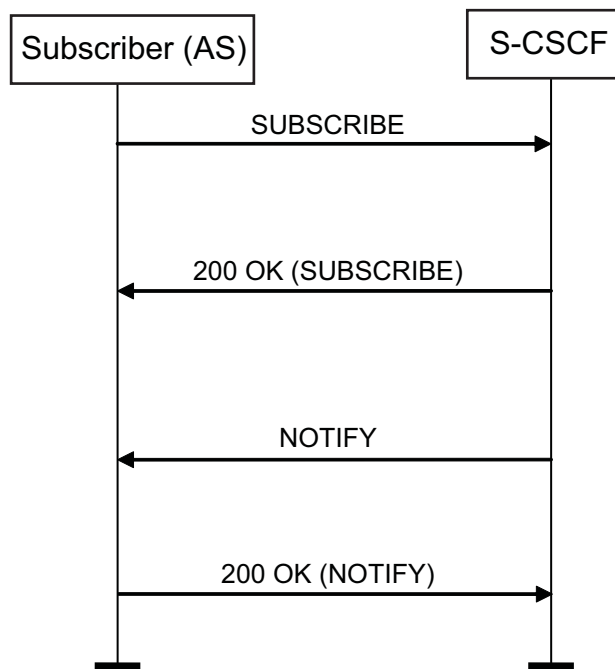 Subscriber (AS)
S-CSCF
SUBSCRIBE
200 OK (SUBSCRIBE)
NOTIFY
200 OK (NOTIFY)